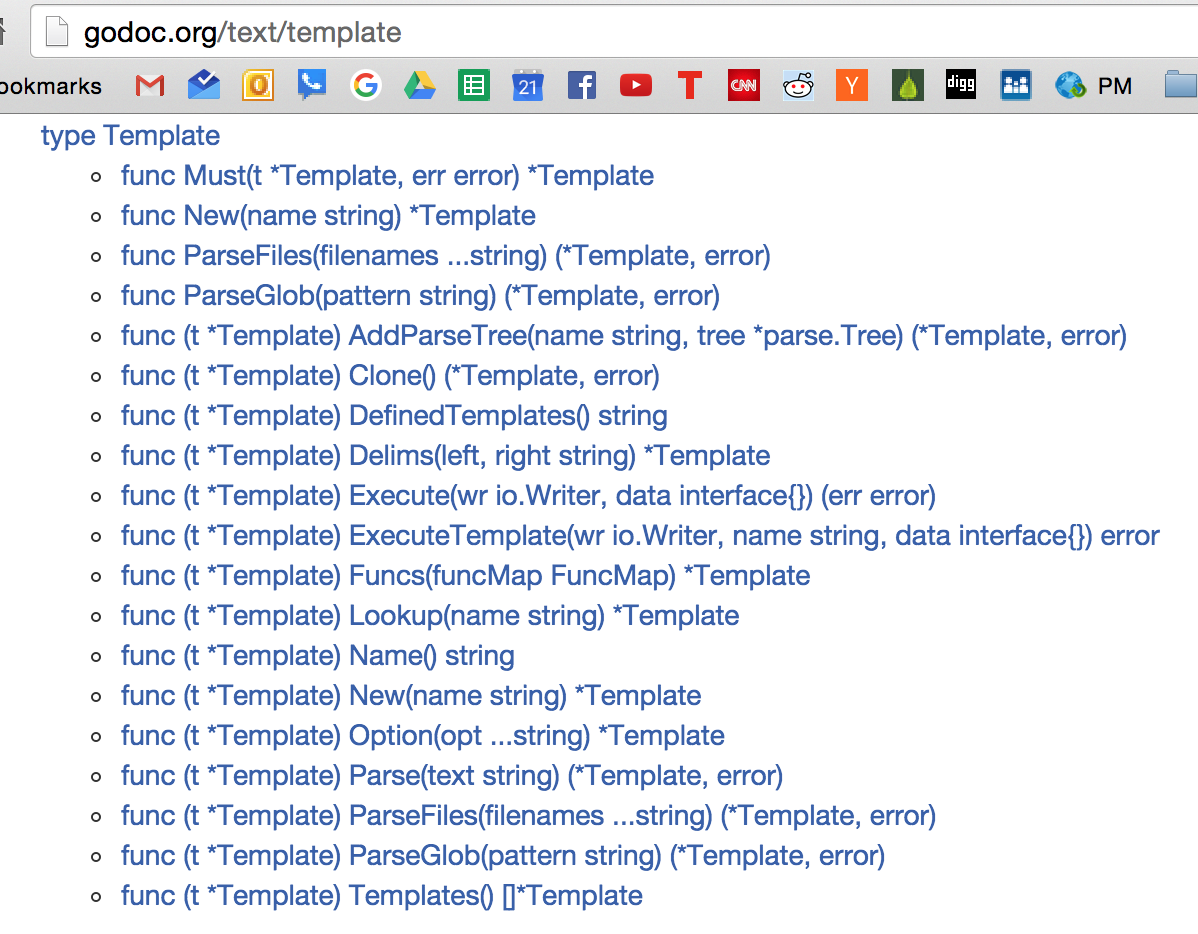 godoc.org/text/template
ookmarks
21
T
CNN
Y
digg
PM
type Template
func Must(t *Template, err error) *Template
func New(name string) *Template
func ParseFiles(filenames ...string) (*Template, error)
func ParseGlob(pattern string) (*Template, error)
func (t *Template) AddParseTree(name string, tree *parse.Tree) (*Template, error)
func (t *Template) Clone() (*Template, error)
func (t *Template) DefinedTemplates() string
func (t *Template) Delims(left, right string) *Template
func (t *Template) Execute(wr io.Writer, data interface{}) (err error)
func (t *Template) ExecuteTemplate(wr io.Writer, name string, data interface{}) error
func (t *Template) Funcs(funcMap FuncMap) *Template
func (t *Template) Lookup(name string) *Template
func (t *Template) Name() string
func (t *Template) New(name string) *Template
func (t *Template) Option(opt ...string) *Template
func (t *Template) Parse(text string) (*Template, error)
func (t *Template) ParseFiles(filenames ...string) (*Template, error)
func (t *Template) ParseGlob(pattern string) (*Template, error)
func (t *Template) Templates() []*Template